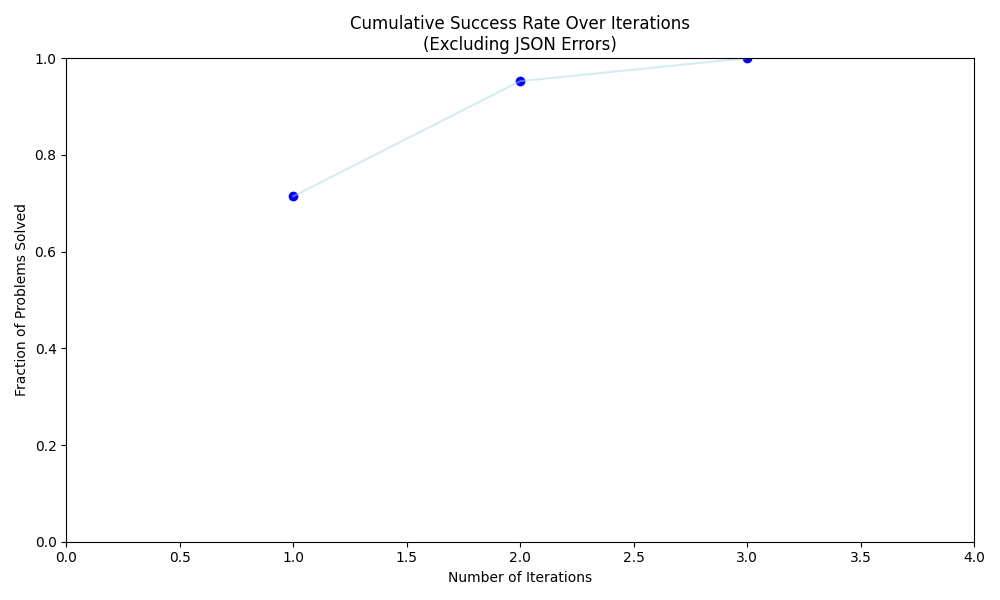 Cumulative Success Rate Over Iterations
(Excluding JSON Errors)
1.0
0.8
0.6
0.4
0.2
0.0
Fraction of Problems Solved
0.0 0.5 1.0 1.5 2.0 2.5 3.0 3.5 4.0
Number of Iterations